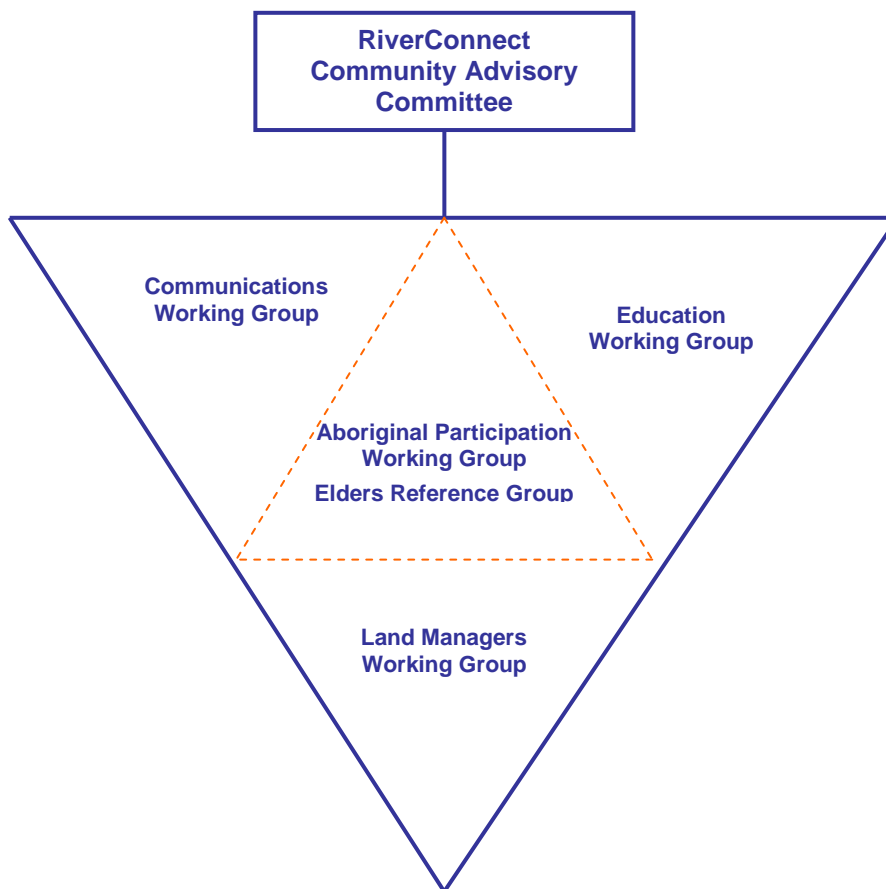 RiverConnect
Community Advisory
Committee
Communications
Working Group
Education
Working Group
Aboriginal Participation
Working Group
Elders Reference Group
Land Managers
Working Group